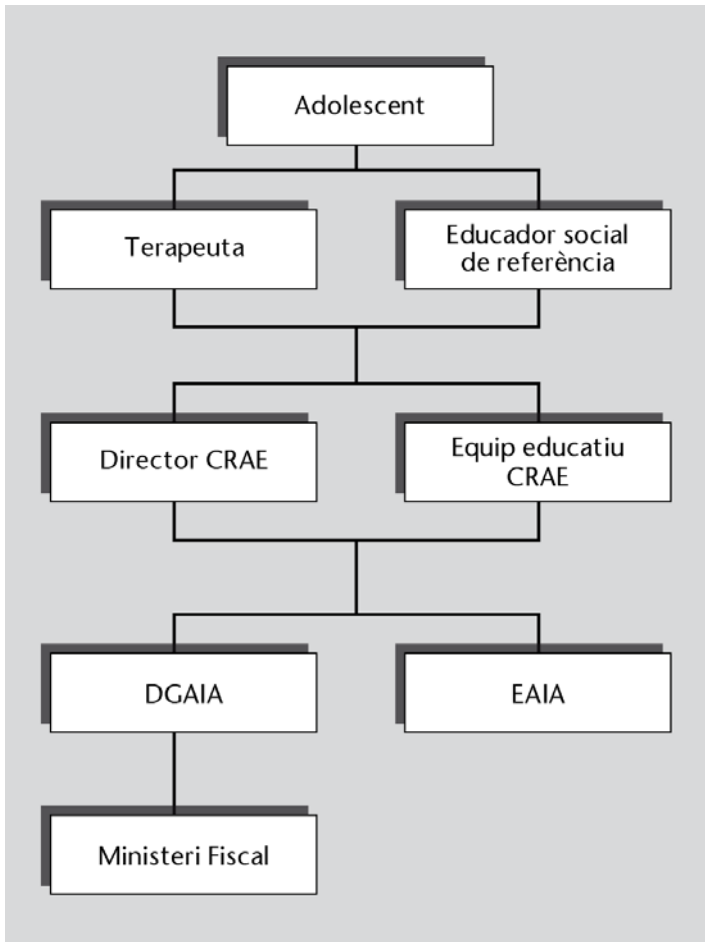 Adolescent
Terapeuta
Educador social
de referència
Director CRAE
Equip educatiu
CRAE
DGAIA
EAIA
Ministeri Fiscal